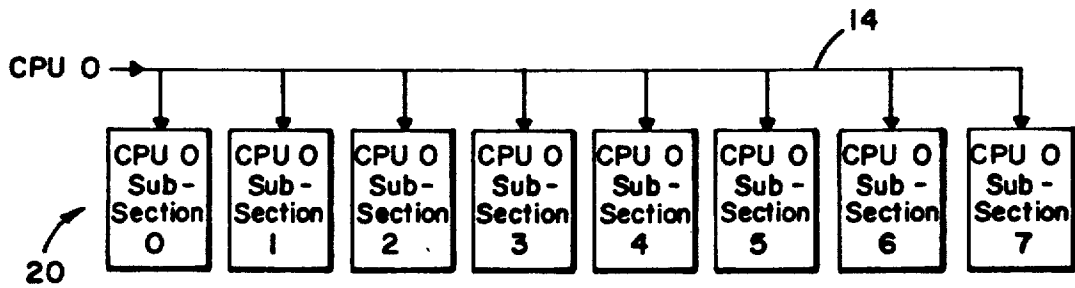 14
CPU 0
CPU 0
Sub-
Section
0
CPU 0
Sub-
Section
1
CPU 0
Sub-
Section
2
CPU 0
Sub-
Section
3
CPU 0
Sub-
Section
4
CPU 0
Sub-
Section
5
CPU 0
Sub-
Section
6
CPU 0
Sub-
Section
7
20